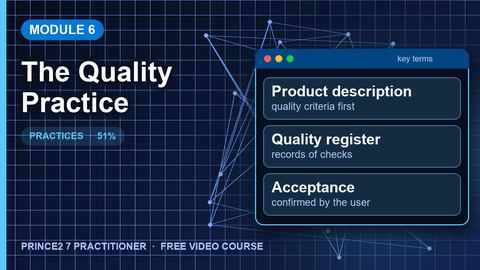 MODULE 6
The Quality
Practice
PRACTICES · 51%
key terms
Product description
quality criteria first
Quality register
records of checks
Acceptance
confirmed by the user
PRINCE2 7 PRACTITIONER · FREE VIDEO COURSE